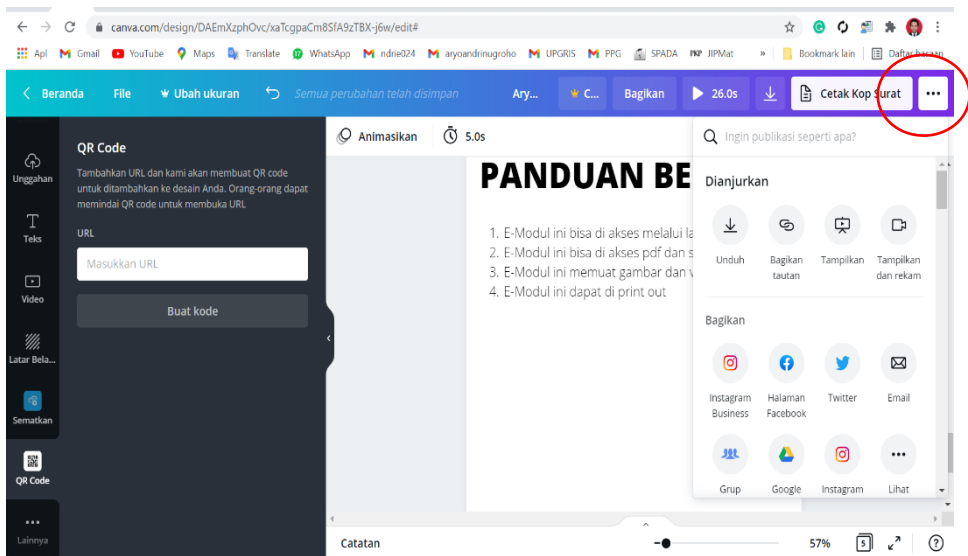 canva.com/design/DAEmXzphOvc/xaTcgpaCm8SfA9zTBX-j6w/edit#
Apl Gmail YouTube Maps Translate WhatsApp ndrie024 aryoandrinugroho UPGRIS PPG SPADA PKP JIPMat » Bookmark lain Daftar bacaan
Beranda File Ubah ukuran Semua perubahan telah disimpan Ary... C... Bagikan 26.0s Cetak Kop Surat ...
Unggahan
Teks
Video
Latar Bela...
Sematkan
QR Code
Lainnya
QR Code
Tambahkan URL dan kami akan membuat QR code
untuk ditambahkan ke desain Anda. Orang-orang dapat
memindai QR code untuk membuka URL
URL
Masukkan URL
Buat kode
Animasikan 5.0s
PANDUAN BE
1. E-Modul ini bisa di akses melalui la
2. E-Modul ini bisa di akses pdf dan s
3. E-Modul ini memuat gambar dan v
4. E-Modul ini dapat di print out
Ingin publikasi seperti apa?
Dianjurkan
Unduh
Bagikan tautan
Tampilkan
Tampilkan dan rekam
Bagikan
Instagram Business
Halaman Facebook
Twitter
Email
Grup
Google
Instagram
Lihat
Catatan
57% 5 ?